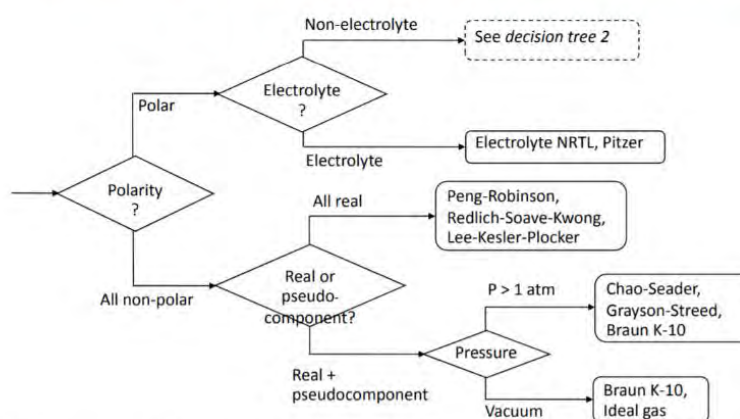 Non-electrolyte
See decision tree 2
Polar
Electrolyte
?
Electrolyte
Electrolyte NRTL, Pitzer
Polarity
?
All real
Peng-Robinson,
Redlich-Soave-Kwong,
Lee-Kesler-Plocker
All non-polar
Real or
pseudo-
component?
P > 1 atm
Chao-Seader,
Grayson-Streed,
Braun K-10
Pressure
Real +
pseudocomponent
Vacuum
Braun K-10,
Ideal gas